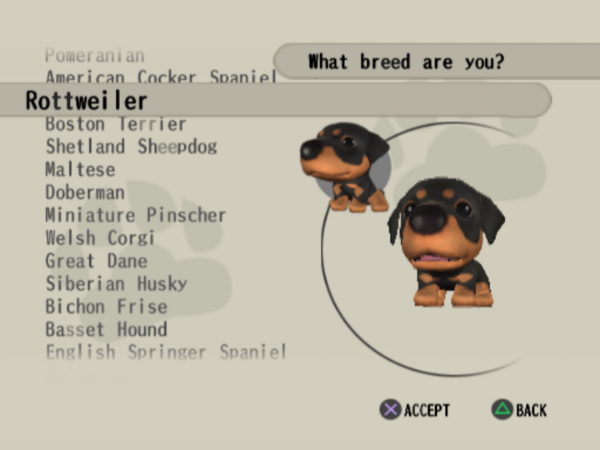 What breed are you?
Pomeranian
American Cocker Spaniel
Rottweiler
Boston Terrier
Shetland Sheepdog
Maltese
Doberman
Miniature Pinscher
Welsh Corgi
Great Dane
Siberian Husky
Bichon Frise
Basset Hound
English Springer Spaniel
ACCEPT BACK